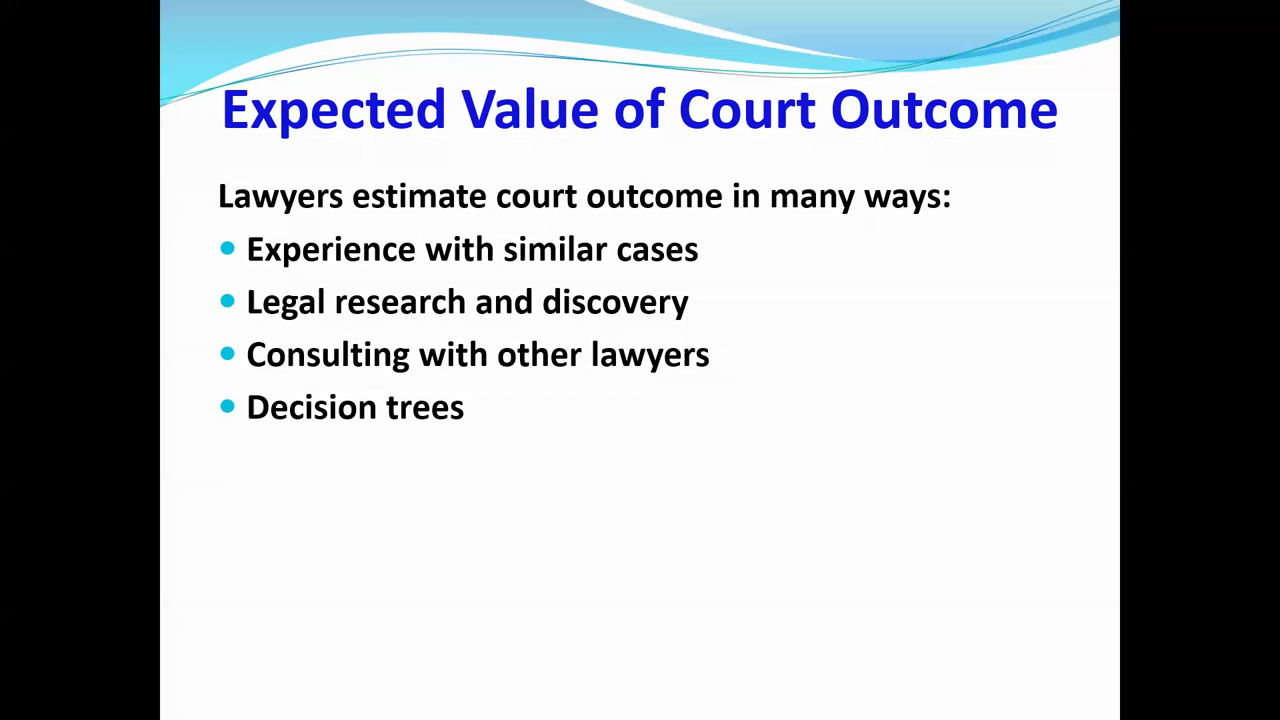 Expected Value of Court Outcome
Lawyers estimate court outcome in many ways:
• Experience with similar cases
• Legal research and discovery
• Consulting with other lawyers
• Decision trees